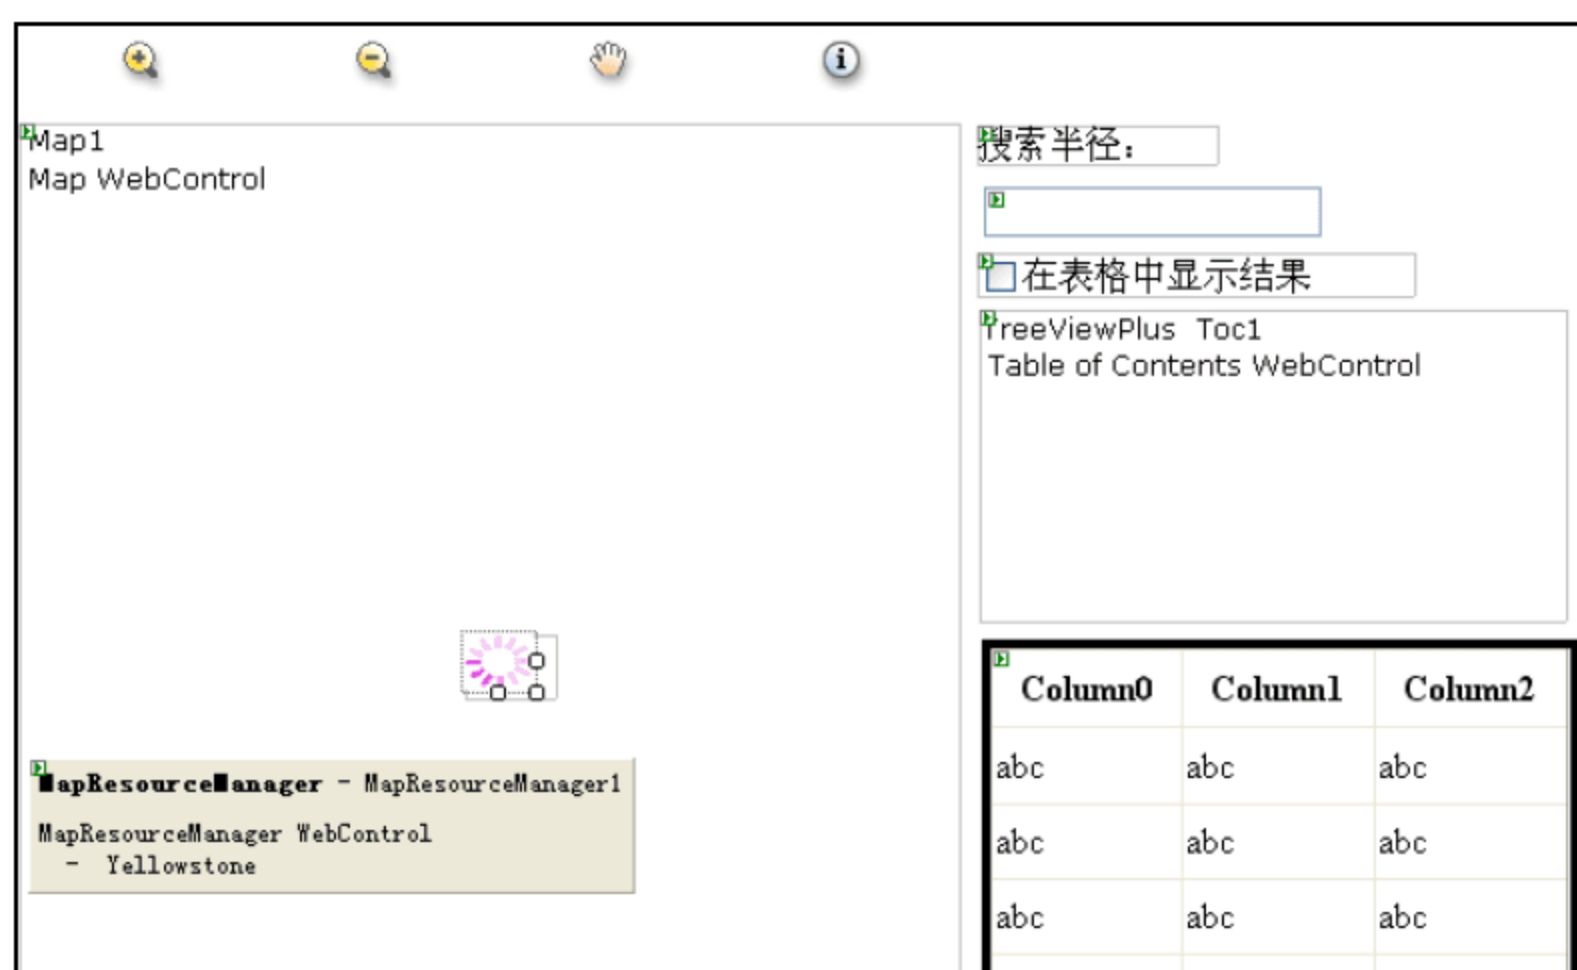 Map1
Map WebControl
搜索半径：
在表格中显示结果
TreeViewPlus Toc1
Table of Contents WebControl
MapResourceManager - MapResourceManager1
MapResourceManager WebControl
- Yellowstone
Column0 Column1 Column2
abc abc abc
abc abc abc
abc abc abc